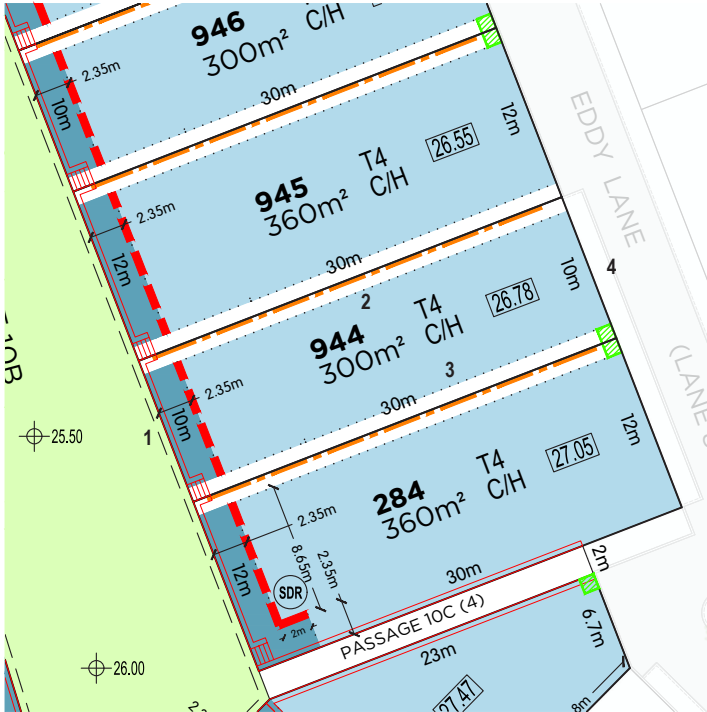 946
300m²
C/H
2.35m
10m
30m
12m
EDDY LANE
945
360m²
T4
C/H
26.55
2.35m
12m
30m
10m
4
2
944
300m²
T4
C/H
26.78
(LANE
10B
2.35m
10m
30m
3
12m
1
25.50
284
360m²
T4
C/H
27.05
2.35m
8.65m
2.35m
12m
SDR
2m
30m
2m
PASSAGE 10C (4)
23m
6.7m
26.00
27.47
8m